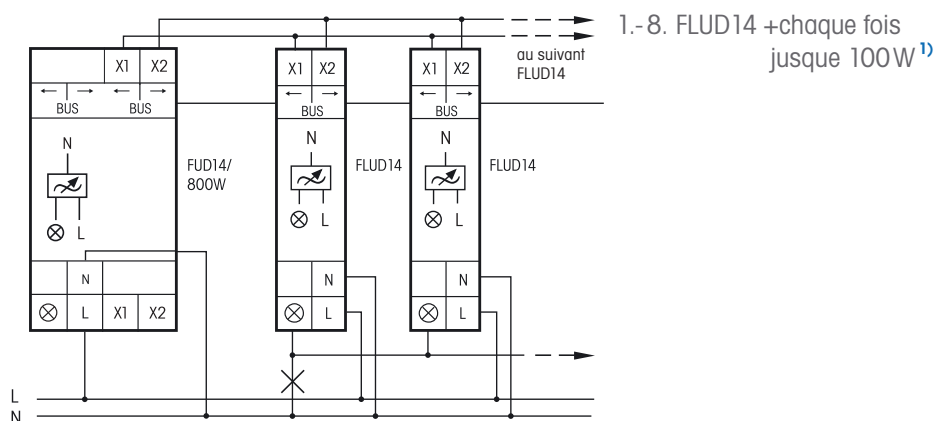 1.-8. FLUD14 +chaque fois
jusque 100W 1)
au suivant
FLUD14
X1 X2
X1 X2
X1 X2
BUS BUS
BUS
BUS
N
N
N
FUD14/
800W
FLUD14
FLUD14
L
L
L
N
N
N
L X1 X2
L
L
L
N